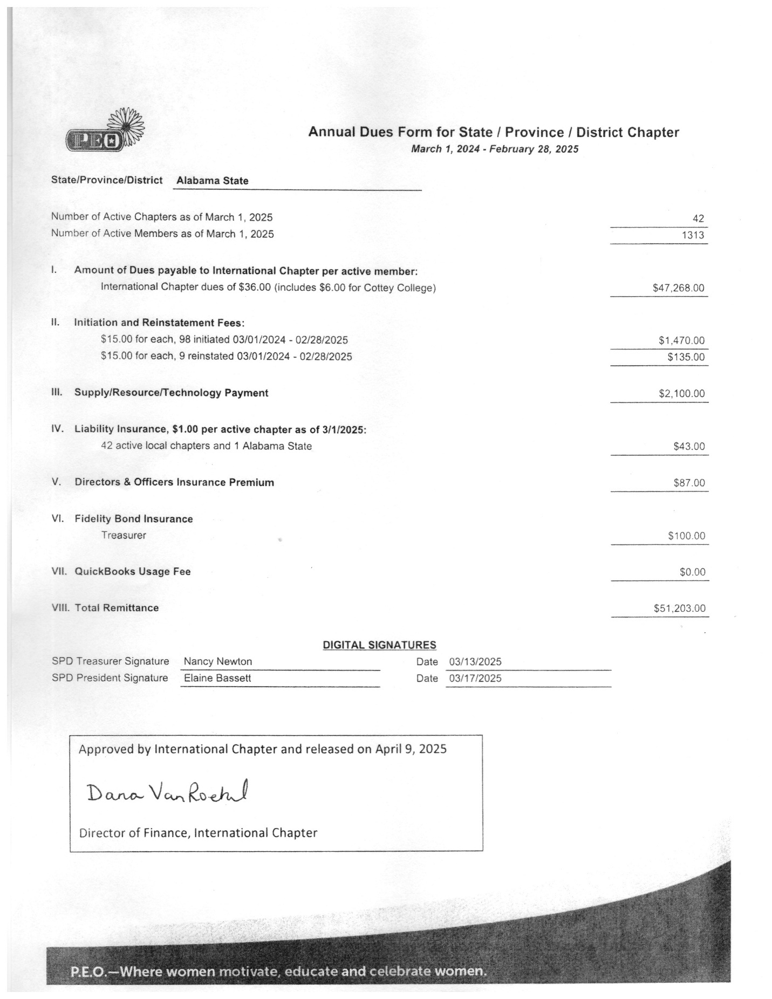 PEO
Annual Dues Form for State / Province / District Chapter
March 1, 2024 - February 28, 2025
State/Province/District Alabama State
Number of Active Chapters as of March 1, 2025 42
Number of Active Members as of March 1, 2025 1313
I. Amount of Dues payable to International Chapter per active member:
International Chapter dues of $36.00 (includes $6.00 for Cottey College) $47,268.00
II. Initiation and Reinstatement Fees:
$15.00 for each, 98 initiated 03/01/2024 - 02/28/2025 $1,470.00
$15.00 for each, 9 reinstated 03/01/2024 - 02/28/2025 $135.00
III. Supply/Resource/Technology Payment $2,100.00
IV. Liability Insurance, $1.00 per active chapter as of 3/1/2025:
42 active local chapters and 1 Alabama State $43.00
V. Directors & Officers Insurance Premium $87.00
VI. Fidelity Bond Insurance
Treasurer $100.00
VII. QuickBooks Usage Fee $0.00
VIII. Total Remittance $51,203.00
DIGITAL SIGNATURES
SPD Treasurer Signature Nancy Newton Date 03/13/2025
SPD President Signature Elaine Bassett Date 03/17/2025
Approved by International Chapter and released on April 9, 2025
Dana VanRoekel
Director of Finance, International Chapter
P.E.O.—Where women motivate, educate and celebrate women.